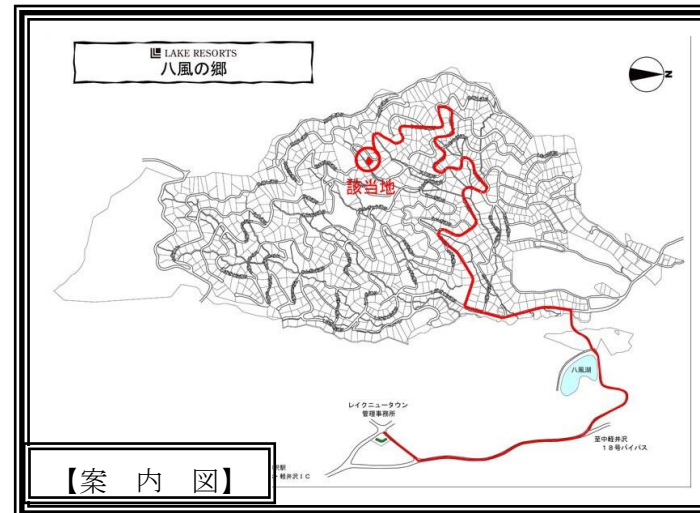 LAKE RESORTS
八風の郷
N
該当地
八風湖
レイクニュータウン
管理事務所
至中軽井沢
18号バイパス
軽井沢IC
【案 内 図】